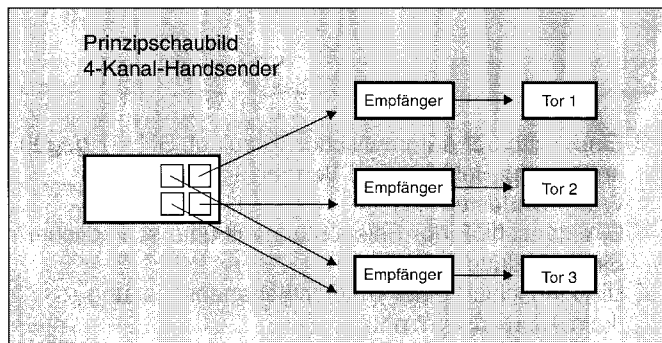 Prinzipschaubild
4-Kanal-Handsender
Empfänger
Tor 1
Empfänger
Tor 2
Empfänger
Tor 3